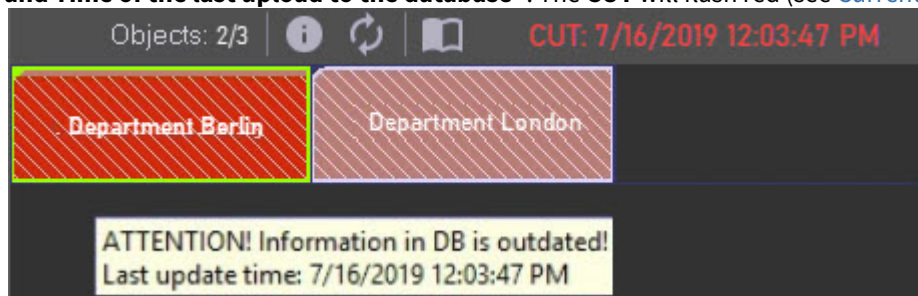 and Time of the last upload to the database". The CUT will flash red (see Current
Objects: 2/3 CUT: 7/16/2019 12:03:47 PM
Department Berlin Department London
ATTENTION! Information in DB is outdated!
Last update time: 7/16/2019 12:03:47 PM